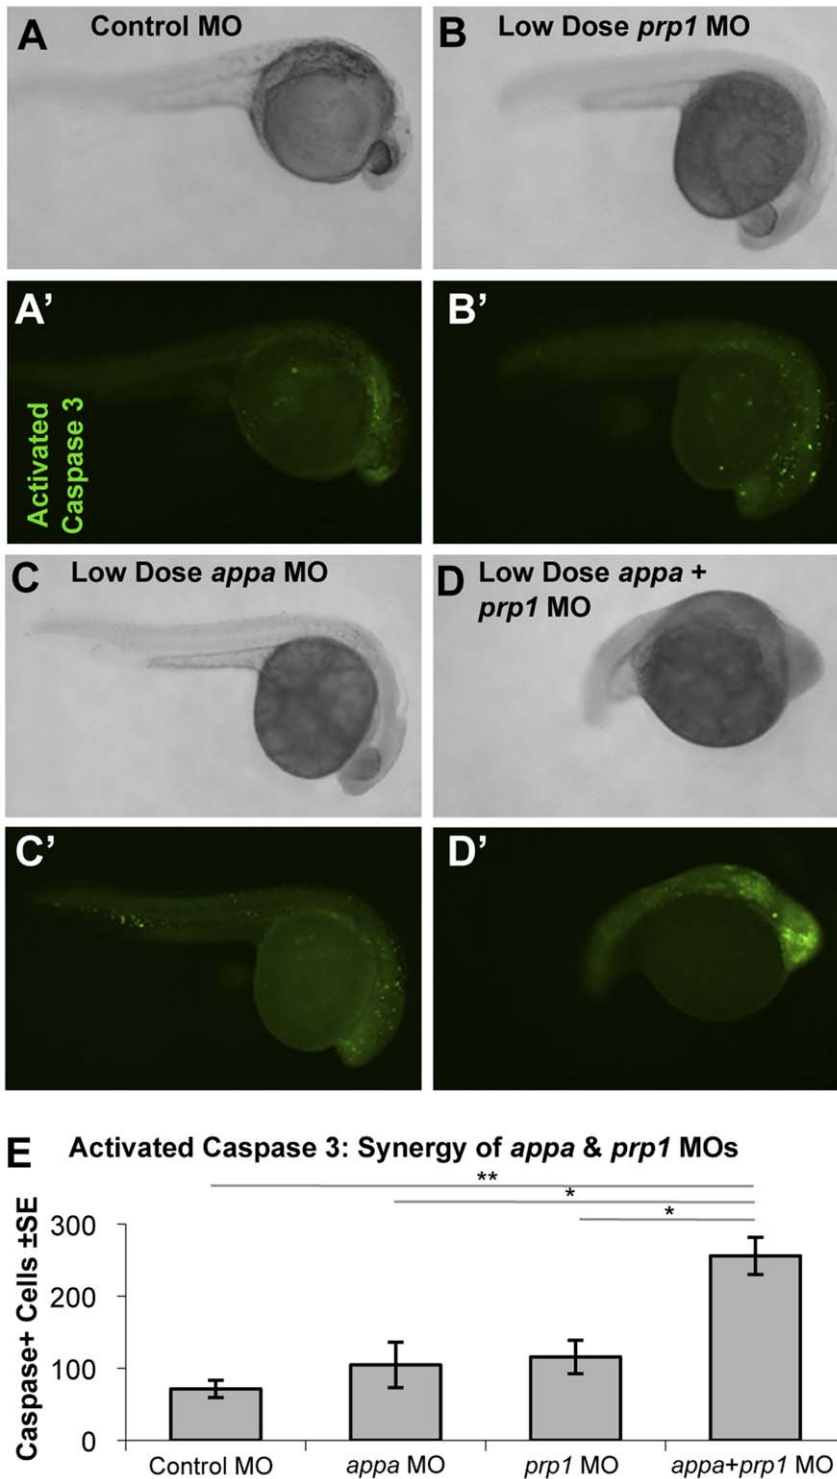 A Control MO
B Low Dose prp1 MO
A’
Activated
Caspase 3
B’
C Low Dose appa MO
D Low Dose appa +
prp1 MO
C’
D’
E Activated Caspase 3: Synergy of appa & prp1 MOs
**
*
*
Caspase+ Cells ±SE
300
200
100
0
Control MO
appa MO
prp1 MO
appa+prp1 MO